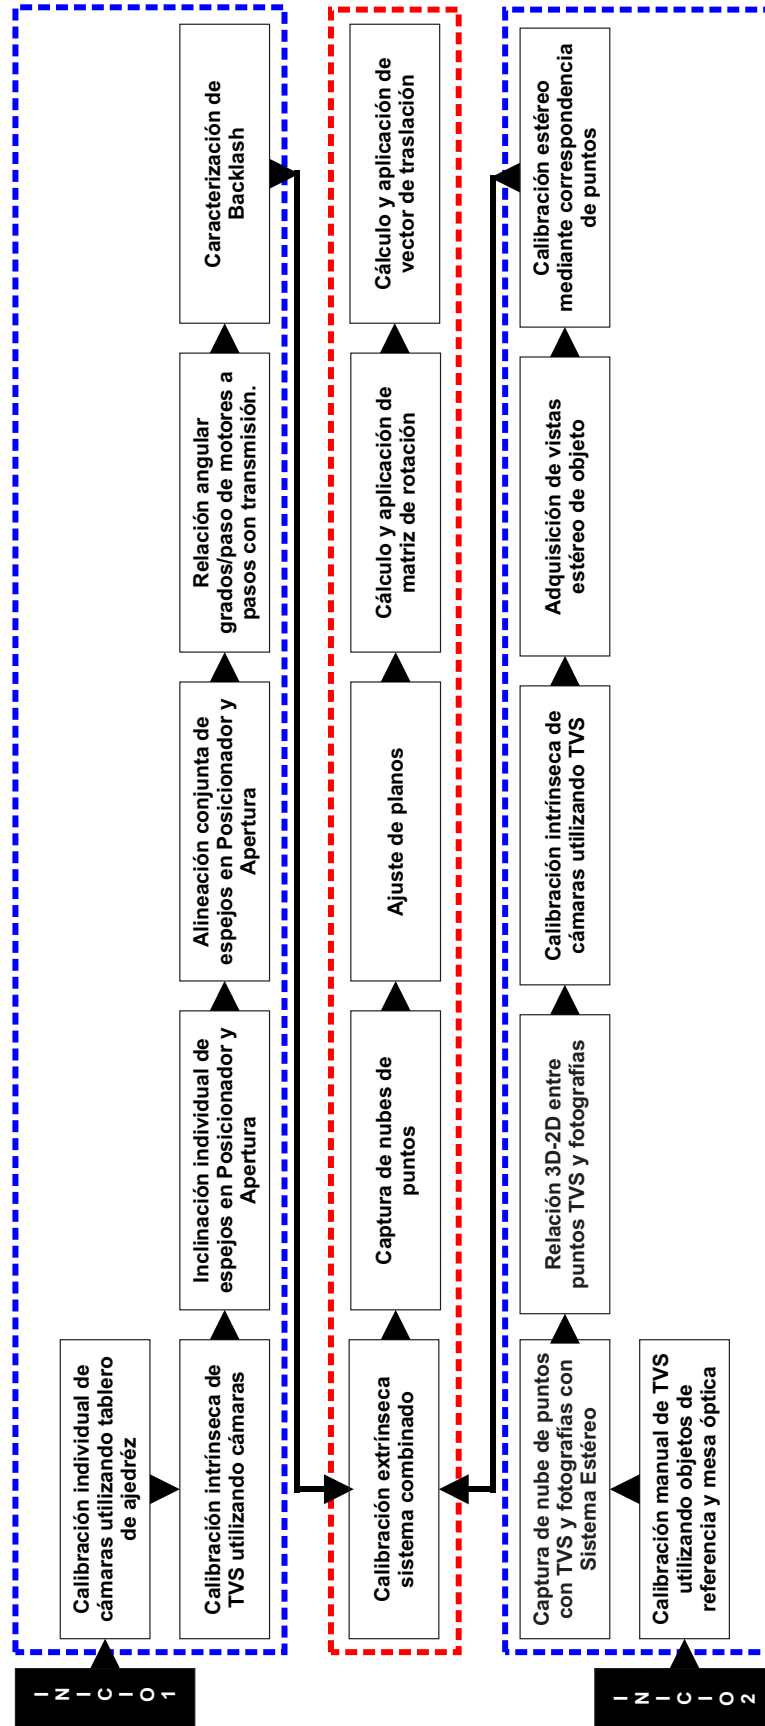 INICIO1
Calibración individual de
cámaras utilizando tablero
de ajedréz
Calibración intrínseca de
TVS utilizando cámaras
Inclinación individual de
espejos en Posicionador y
Apertura
Alineación conjunta de
espejos en Posicionador y
Apertura
Relación angular
grados/paso de motores a
pasos con transmisión.
Caracterización de
Backlash
Calibración extrínseca
sistema combinado
Captura de nubes de
puntos
Ajuste de planos
Cálculo y aplicación de
matriz de rotación
Cálculo y aplicación de
vector de traslación
INICIO2
Calibración manual de TVS
utilizando objetos de
referencia y mesa óptica
Captura de nube de puntos
con TVS y fotografías con
Sistema Estéreo
Relación 3D-2D entre
puntos TVS y fotografías
Calibración intrínseca de
cámaras utilizando TVS
Adquisición de vistas
estéreo de objeto
Calibración estéreo
mediante correspondencia
de puntos